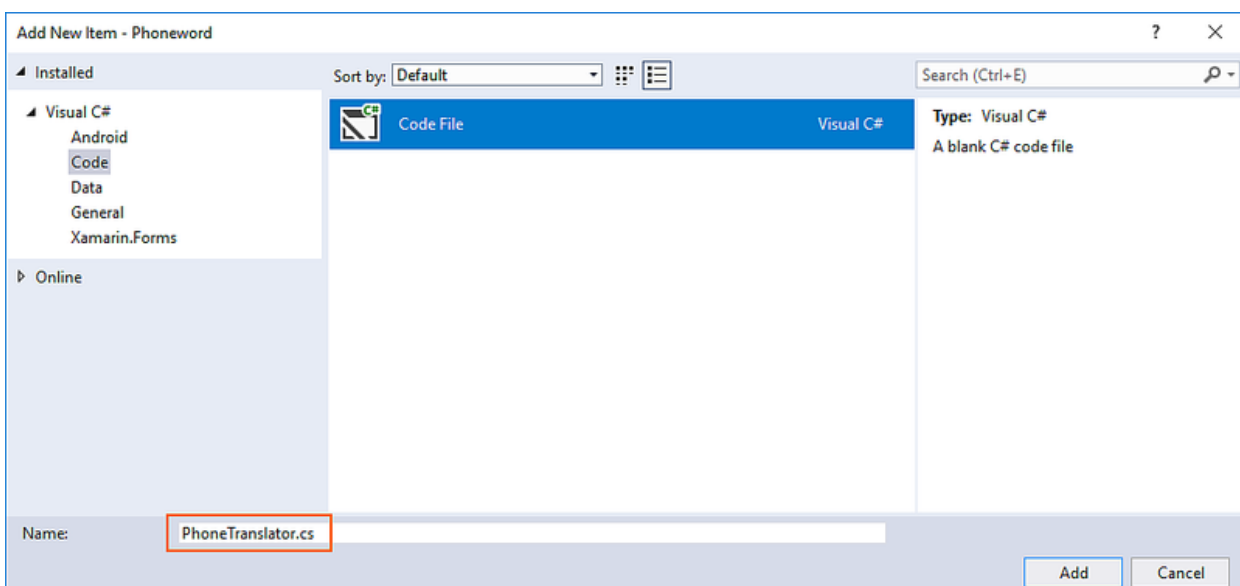 Add New Item - Phoneword
?
Installed
Sort by: Default
Search (Ctrl+E)
Visual C#
Android
Code
Data
General
Xamarin.Forms
Online
C#
Code File
Visual C#
Type: Visual C#
A blank C# code file
Name:
PhoneTranslator.cs
Add
Cancel